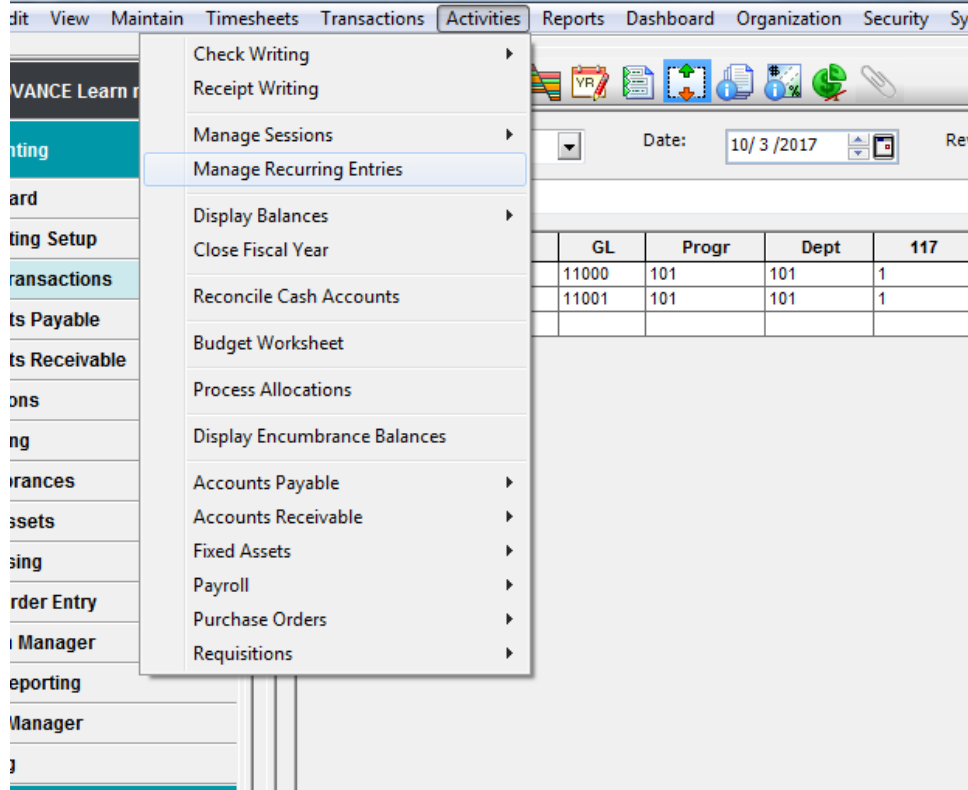 dit View Maintain Timesheets Transactions Activities Reports Dashboard Organization Security Sy
Check Writing
Receipt Writing
Manage Sessions
Manage Recurring Entries
Display Balances
Close Fiscal Year
Reconcile Cash Accounts
Budget Worksheet
Process Allocations
Display Encumbrance Balances
Accounts Payable
Accounts Receivable
Fixed Assets
Payroll
Purchase Orders
Requisitions
VANCE Learn r
nting
ard
ting Setup
ransactions
ts Payable
ts Receivable
ons
ng
brances
ssets
sing
rder Entry
Manager
eporting
Manager
g
YR
# %
Date: 10/ 3 /2017 Rev
GL Progr Dept 117
11000 101 101 1
11001 101 101 1